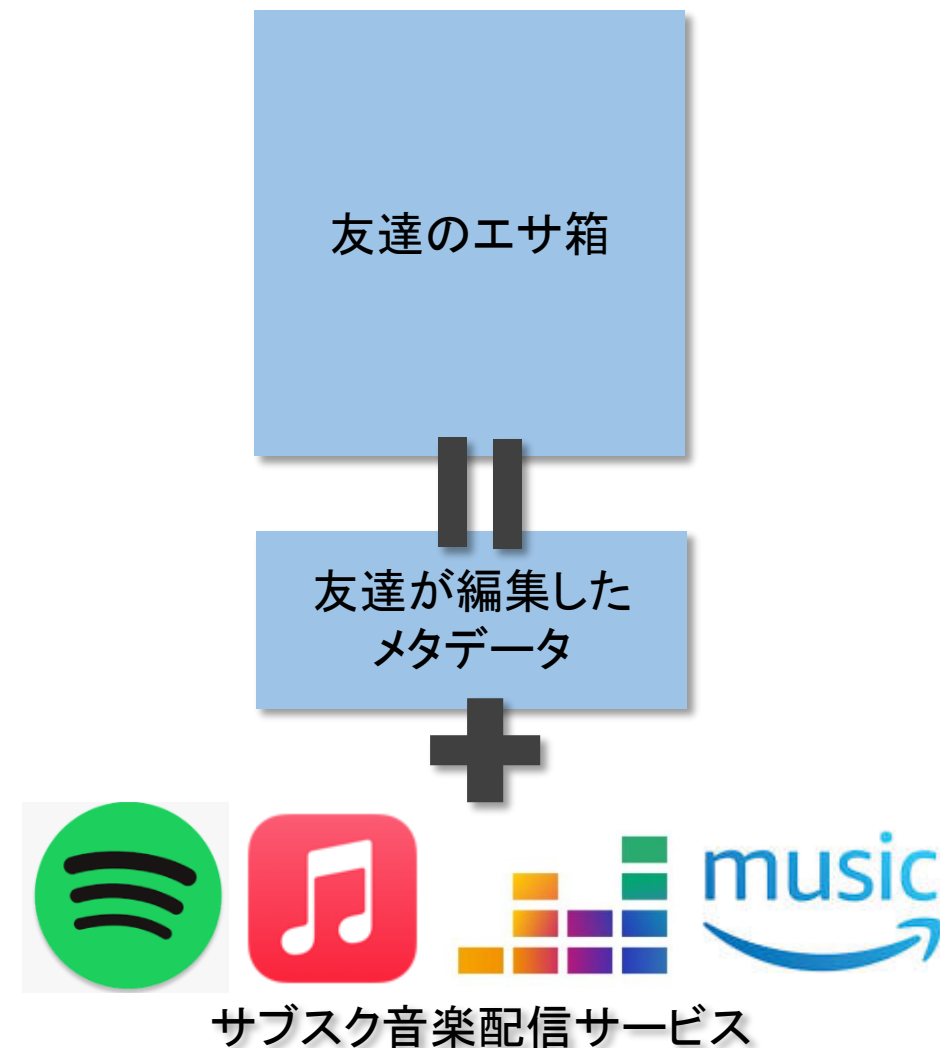 友達のエサ箱
友達が編集した
メタデータ
music
サブスク音楽配信サービス